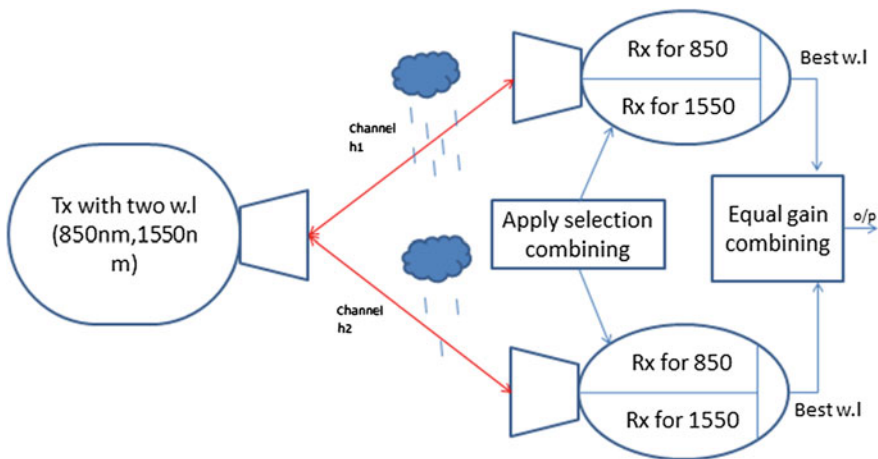 Rx for 850
Best w.l
Rx for 1550
Channel
h1
Tx with two w.l
(850nm,1550n
m)
Apply selection
combining
Equal gain
combining
o/p
Channel
h2
Rx for 850
Rx for 1550
Best w.l